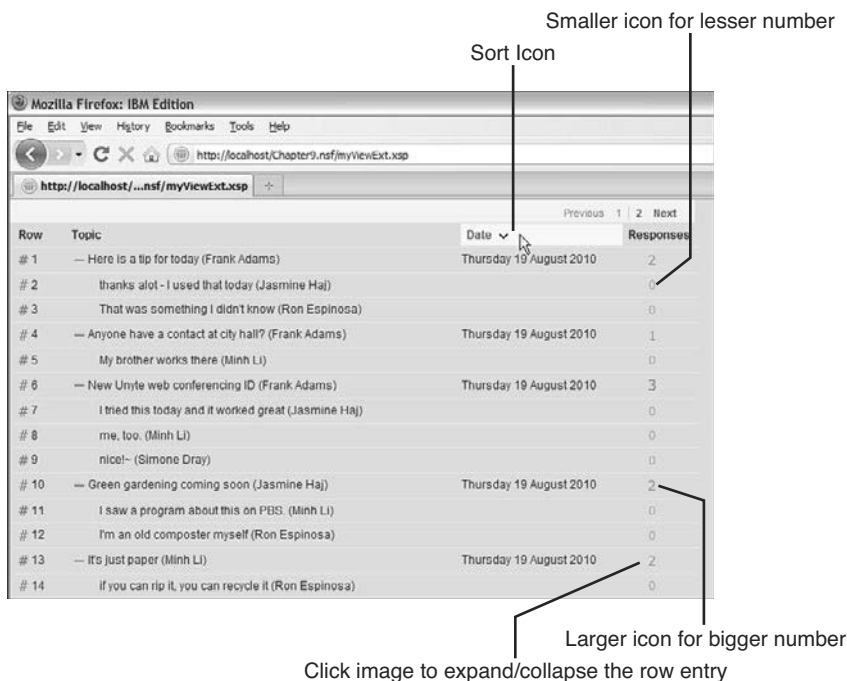 Smaller icon for lesser number
Sort Icon
Mozilla Firefox: IBM Edition
File Edit View History Bookmarks Tools Help
http://localhost/Chapter9.nsf/myViewExt.xsp
http://localhost/...nsf/myViewExt.xsp
Previous 1 | 2 Next
Row Topic Date Responses
# 1 — Here is a tip for today (Frank Adams) Thursday 19 August 2010 2
# 2 thanks alot - I used that today (Jasmine Haj) 0
# 3 That was something I didn't know (Ron Espinosa) 0
# 4 — Anyone have a contact at city hall? (Frank Adams) Thursday 19 August 2010 1
# 5 My brother works there (Minh Li) 0
# 6 — New Unyte web conferencing ID (Frank Adams) Thursday 19 August 2010 3
# 7 I tried this today and it worked great (Jasmine Haj) 0
# 8 me, too. (Minh Li) 0
# 9 nice!~ (Simone Dray) 0
# 10 — Green gardening coming soon (Jasmine Haj) Thursday 19 August 2010 2
# 11 I saw a program about this on PBS. (Minh Li) 0
# 12 I'm an old composter myself (Ron Espinosa) 0
# 13 — It's just paper (Minh Li) Thursday 19 August 2010 2
# 14 if you can rip it, you can recycle it (Ron Espinosa) 0
Larger icon for bigger number
Click image to expand/collapse the row entry